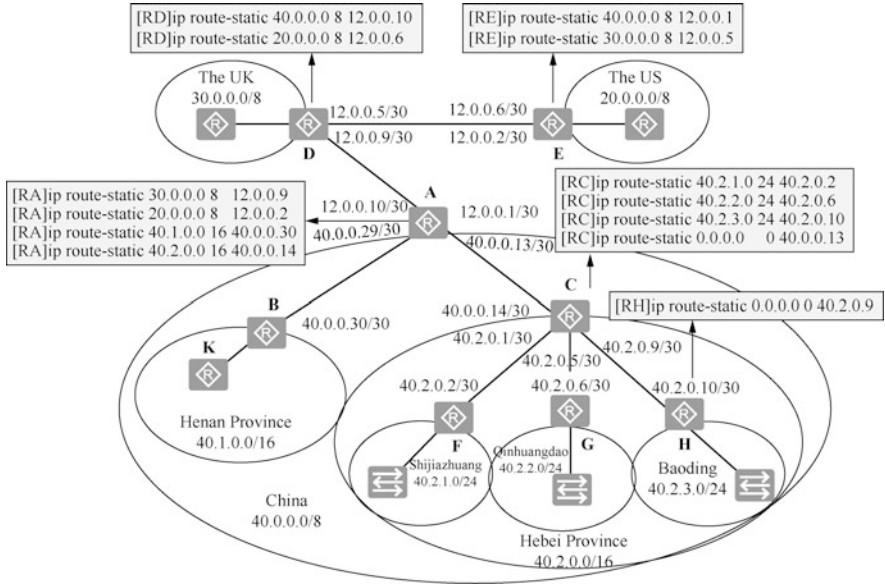 [RD]ip route-static 40.0.0.0 8 12.0.0.10
[RD]ip route-static 20.0.0.0 8 12.0.0.6
[RE]ip route-static 40.0.0.0 8 12.0.0.1
[RE]ip route-static 30.0.0.0 8 12.0.0.5
The UK
30.0.0.0/8
The US
20.0.0.0/8
12.0.0.5/30
12.0.0.6/30
12.0.0.9/30
12.0.0.2/30
R
R
R
R
D
E
[RA]ip route-static 30.0.0.0 8 12.0.0.9
[RA]ip route-static 20.0.0.0 8 12.0.0.2
[RA]ip route-static 40.1.0.0 16 40.0.0.30
[RA]ip route-static 40.2.0.0 16 40.0.0.14
[RC]ip route-static 40.2.1.0 24 40.2.0.2
[RC]ip route-static 40.2.2.0 24 40.2.0.6
[RC]ip route-static 40.2.3.0 24 40.2.0.10
[RC]ip route-static 0.0.0.0 0 40.0.0.13
A
12.0.0.10/30
12.0.0.1/30
R
40.0.0.29/30
40.0.0.13/30
C
[RH]ip route-static 0.0.0.0 0 40.2.0.9
B
40.0.0.14/30
R
R
40.0.0.30/30
40.2.0.1/30
K
40.2.0.5/30
40.2.0.9/30
R
40.2.0.2/30
40.2.0.6/30
40.2.0.10/30
R
R
R
Henan Province
40.1.0.0/16
F
G
H
Shijiazhuang
40.2.1.0/24
Qinhuangdao
40.2.2.0/24
Baoding
40.2.3.0/24
China
40.0.0.0/8
Hebei Province
40.2.0.0/16